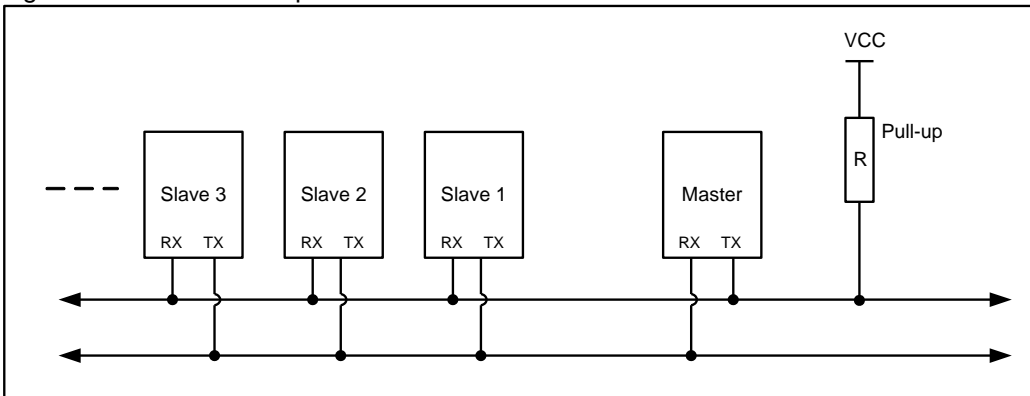 VCC
Pull-up
R
Slave 3
Slave 2
Slave 1
Master
RX TX
RX TX
RX TX
RX TX